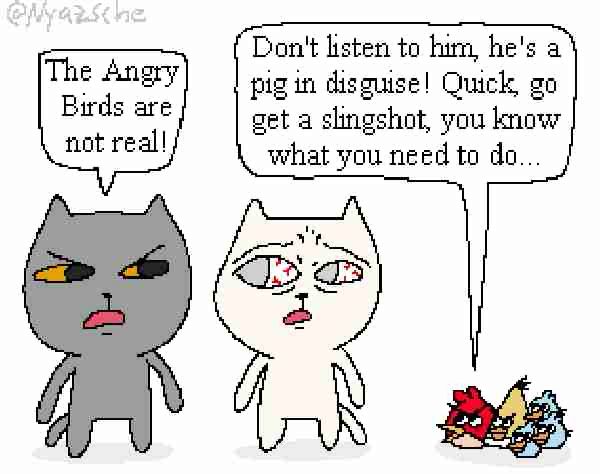 @Nyazsche
The Angry
Birds are
not real!
Don't listen to him, he's a
pig in disguise! Quick, go
get a slingshot, you know
what you need to do...